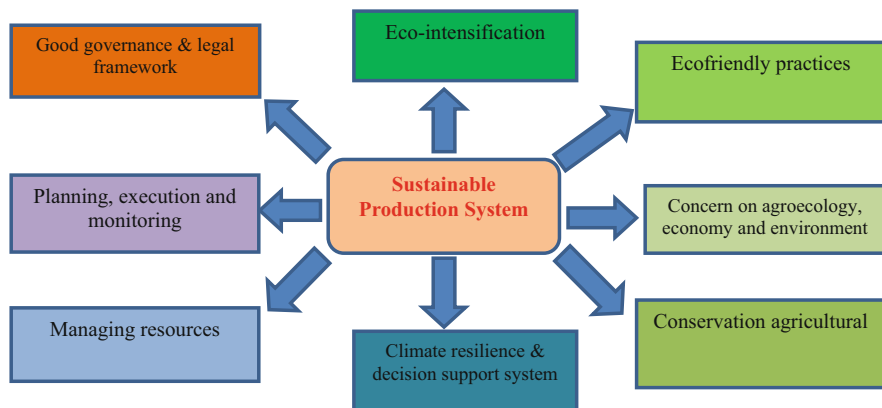 Good governance & legal
framework
Eco-intensification
Ecofriendly practices
Planning, execution and
monitoring
Sustainable
Production System
Concern on agroecology,
economy and environment
Managing resources
Climate resilience &
decision support system
Conservation agricultural